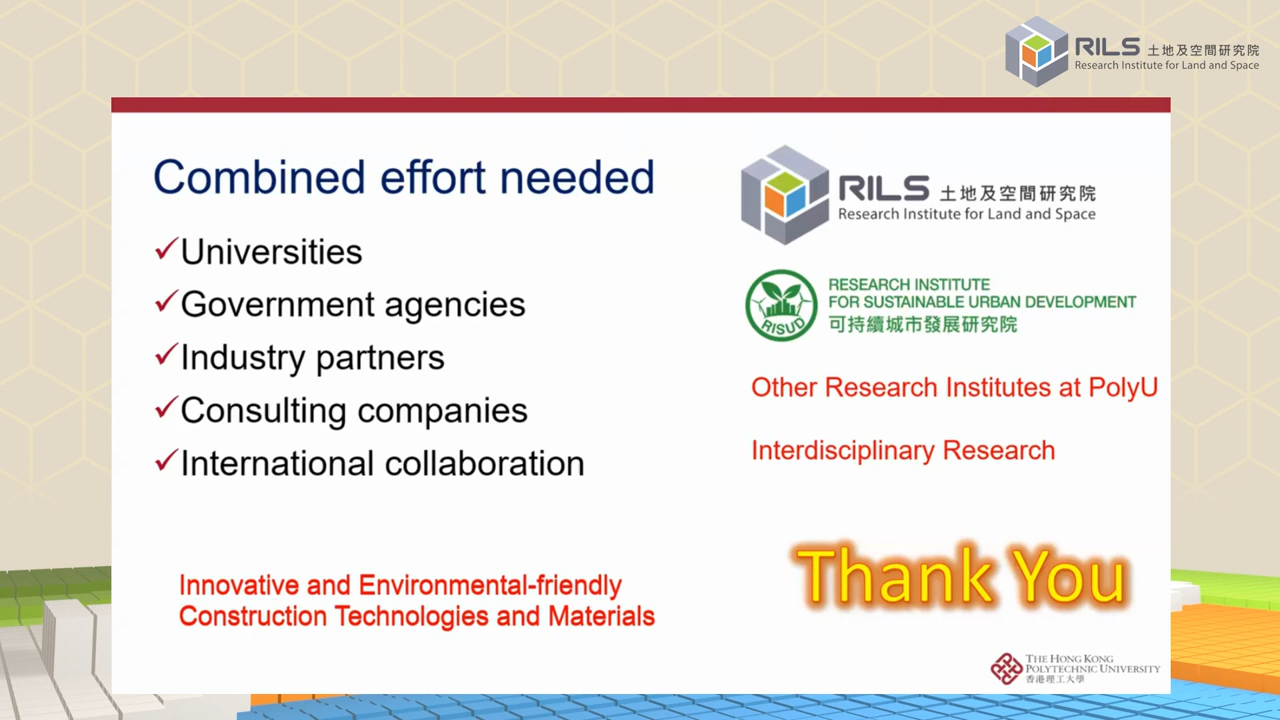 RILS 土地及空間研究院
Research Institute for Land and Space
Combined effort needed
✓Universities
✓Government agencies
✓Industry partners
✓Consulting companies
✓International collaboration
Innovative and Environmental-friendly
Construction Technologies and Materials
RILS 土地及空間研究院
Research Institute for Land and Space
RISUD
RESEARCH INSTITUTE
FOR SUSTAINABLE URBAN DEVELOPMENT
可持續城市發展研究院
Other Research Institutes at PolyU
Interdisciplinary Research
Thank You
THE HONG KONG
POLYTECHNIC UNIVERSITY
香港理工大學